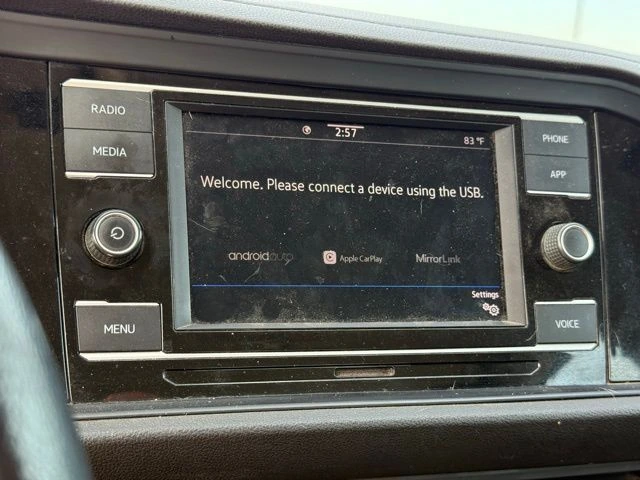 RADIO
MEDIA
MENU
2:57
83 °F
Welcome. Please connect a device using the USB.
androidauto
Apple CarPlay
MirrorLink
Settings
PHONE
APP
VOICE